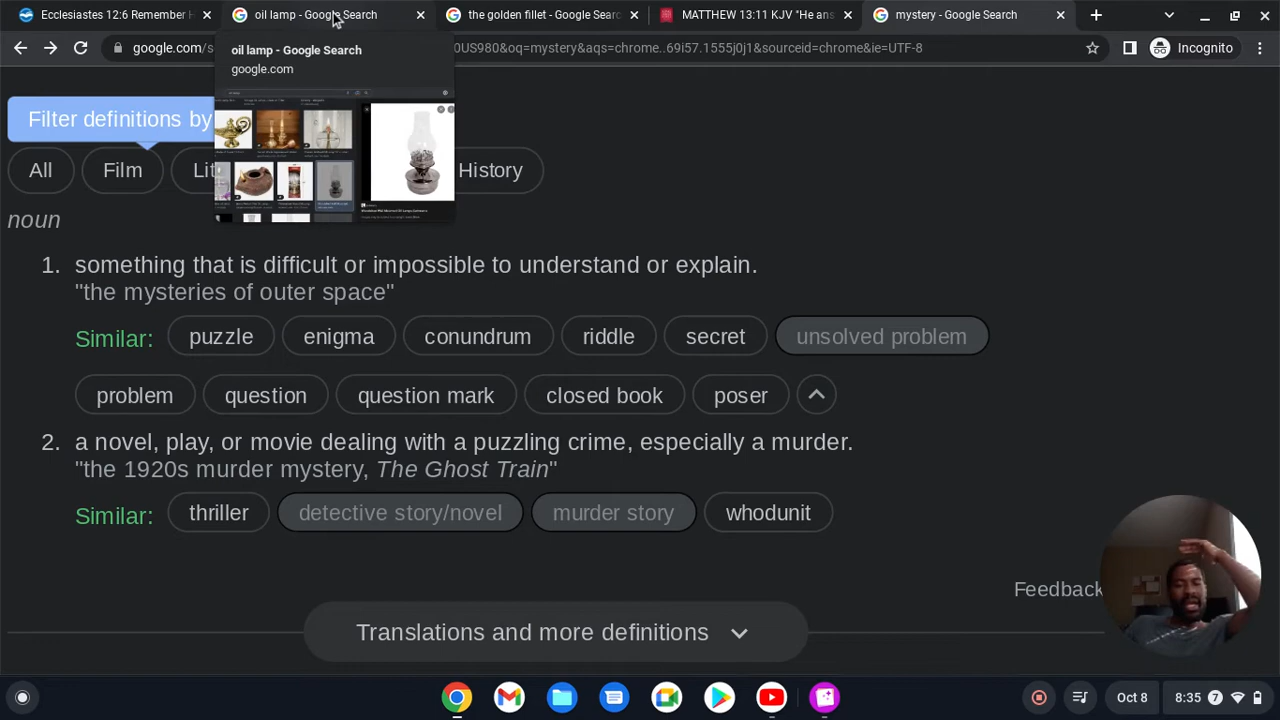 Ecclesiastes 12:6 Remember H
oil lamp - Google Search
the golden fillet - Google Searc
MATTHEW 13:11 KJV "He ans
mystery - Google Search
google.com/s
0US980&oq=mystery&aqs=chrome..69i57.1555j0j1&sourceid=chrome&ie=UTF-8
Incognito
oil lamp - Google Search
google.com
Filter definitions by
All
Film
Lit
History
noun
1. something that is difficult or impossible to understand or explain.
"the mysteries of outer space"
Similar: puzzle enigma conundrum riddle secret unsolved problem
problem question question mark closed book poser
2. a novel, play, or movie dealing with a puzzling crime, especially a murder.
"the 1920s murder mystery, The Ghost Train"
Similar: thriller detective story/novel murder story whodunit
Feedback
Translations and more definitions
Oct 8
8:35
7